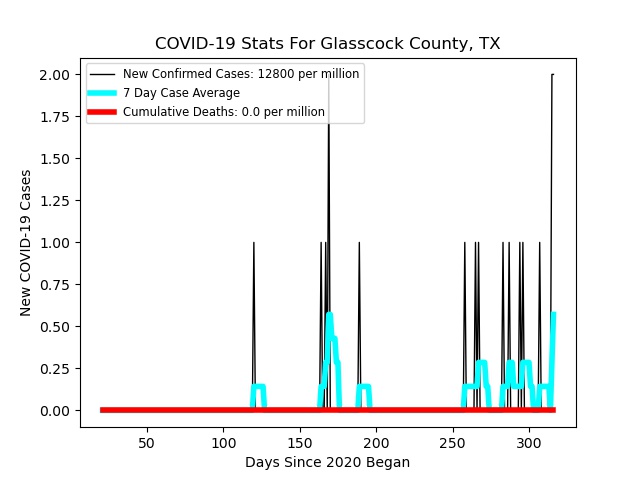 COVID-19 Stats For Glasscock County, TX
New Confirmed Cases: 12800 per million
7 Day Case Average
Cumulative Deaths: 0.0 per million
New COVID-19 Cases
2.00
1.75
1.50
1.25
1.00
0.75
0.50
0.25
0.00
50 100 150 200 250 300
Days Since 2020 Began